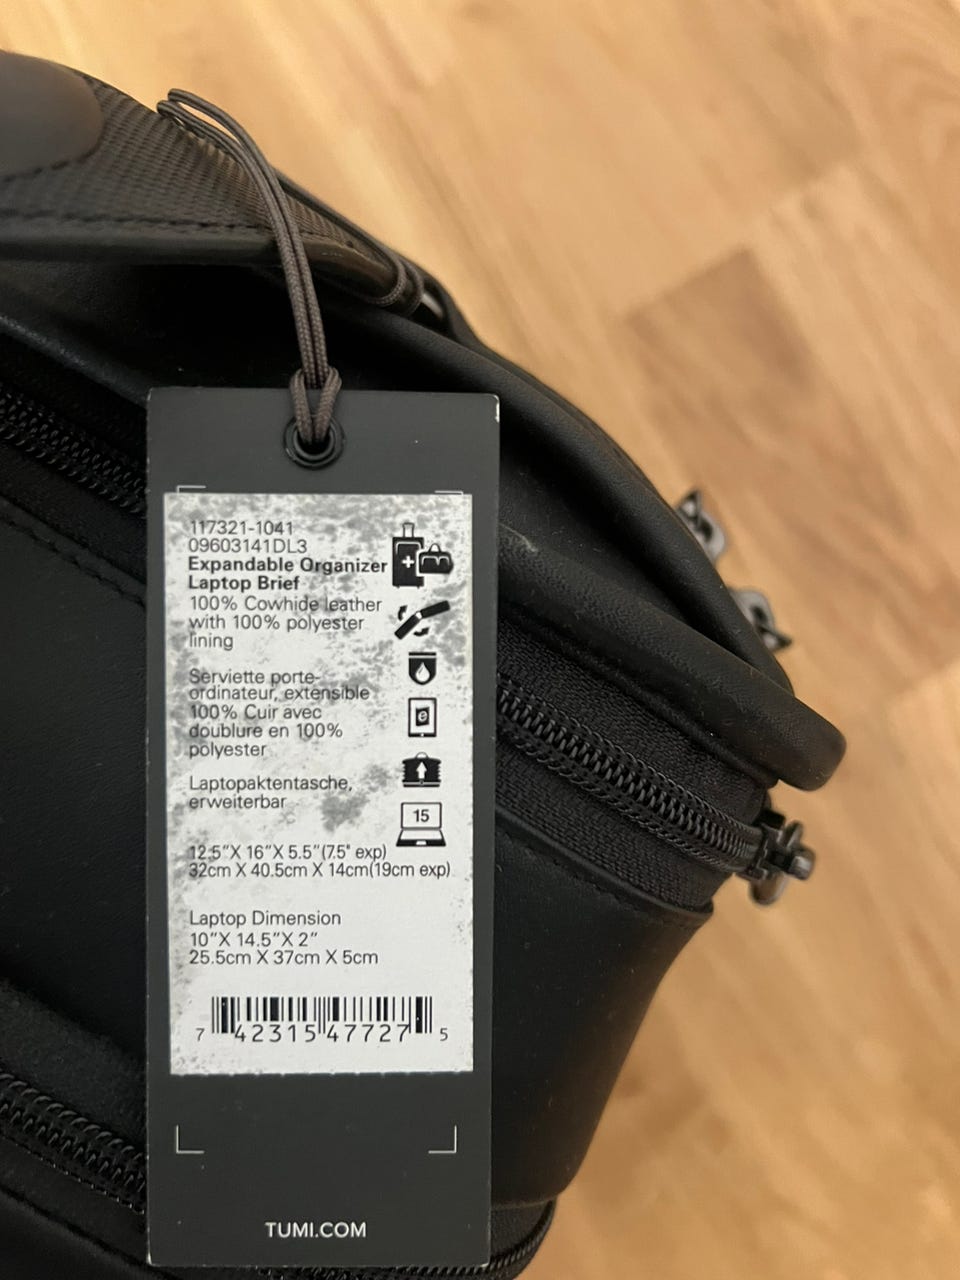 117321-1041
09603141DL3
Expandable Organizer
Laptop Brief
100% Cowhide leather
with 100% polyester
lining
Serviette porte-
ordinateur, extensible
100% Cuir avec
doublure en 100%
polyester
Laptopaktentasche,
erweiterbar
e
15
12.5"X 16"X 5.5"(7.5" exp)
32cm X 40.5cm X 14cm(19cm exp)
Laptop Dimension
10"X 14.5"X 2"
25.5cm X 37cm X 5cm
7 42315 47727 5
TUMI.COM